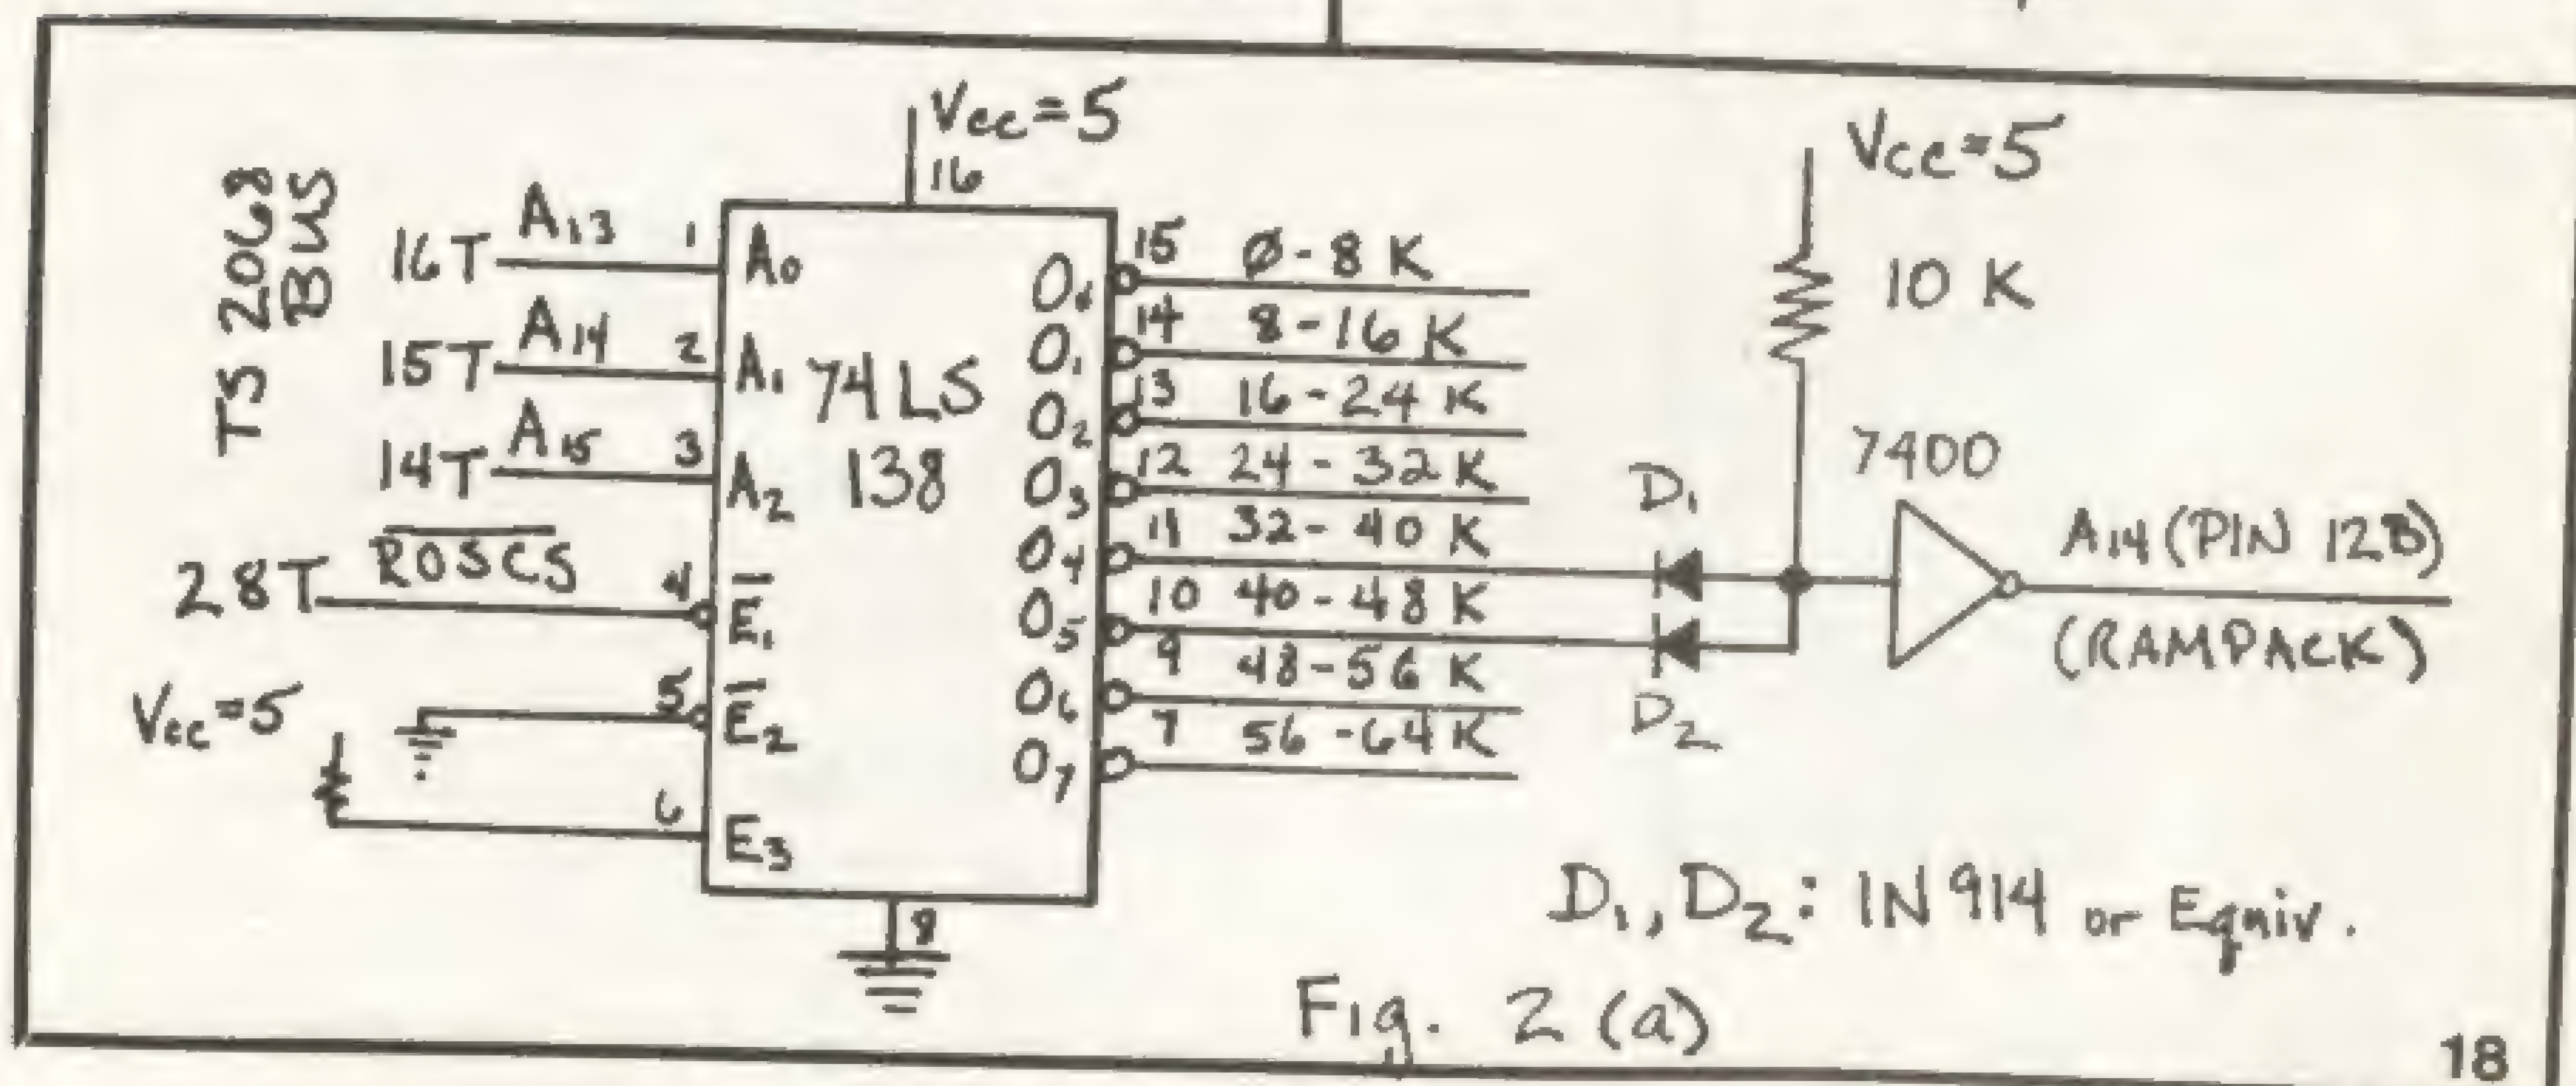 Vcc=5
16
TS 2068
BUS
16T A13 1 A0
15T A14 2 A1
14T A15 3 A2
28T ROSCS 4 E1
5 E2
Vcc=5
6 E3
74LS
138
8
O0 15 Ø-8 K
O1 14 8-16 K
O2 13 16-24 K
O3 12 24-32 K
O4 11 32-40 K
O5 10 40-48 K
O6 9 48-56 K
O7 7 56-64 K
Vcc=5
10 K
7400
D1
D2
A14 (PIN 12B)
(RAMPACK)
D1, D2: 1N914 or Equiv.
Fig. 2 (a)
18